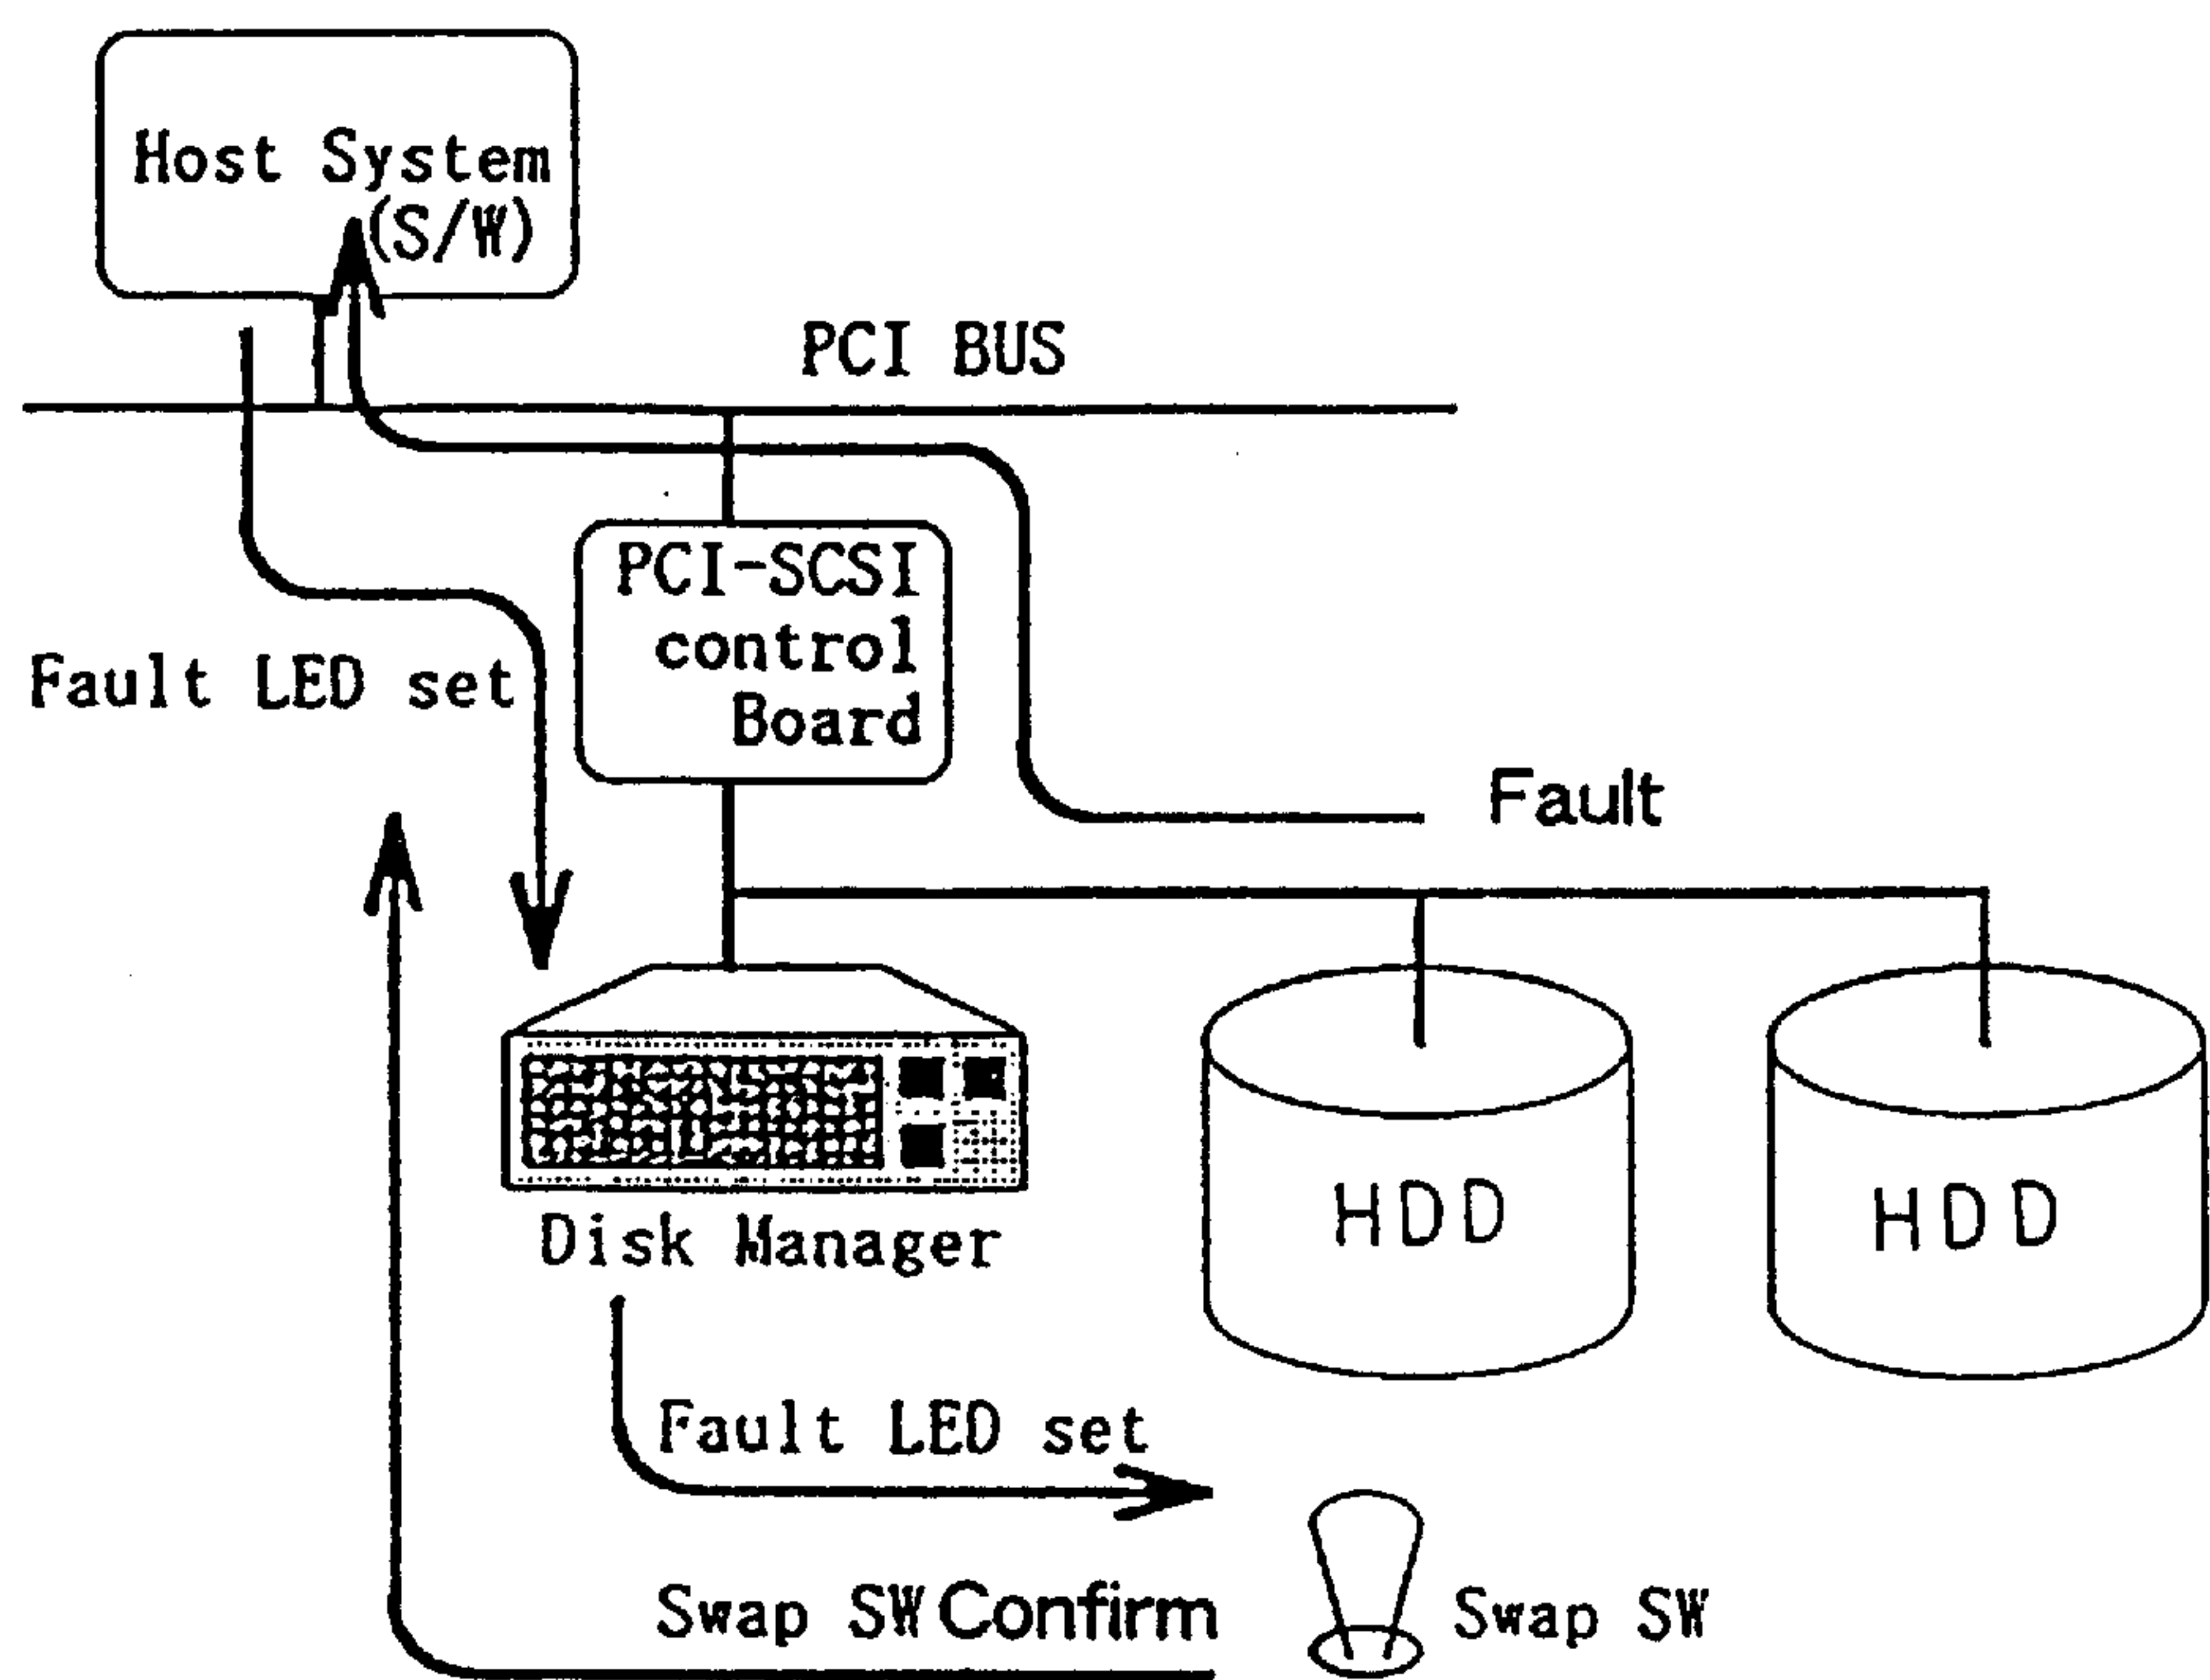 Host System
(S/W)
PCI BUS
PCI-SCSI
control
Board
Fault LED set
Fault
Disk Manager
HDD
HDD
Fault LED set
Swap SW Confirm
Swap SW